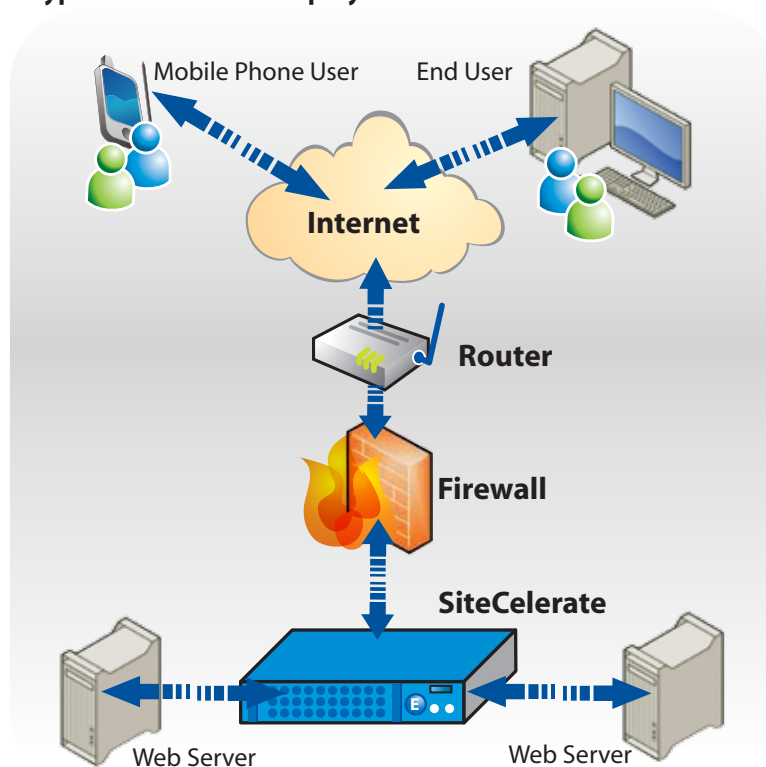 Mobile Phone User
End User
Internet
Router
Firewall
SiteCelerate
E
Web Server
Web Server